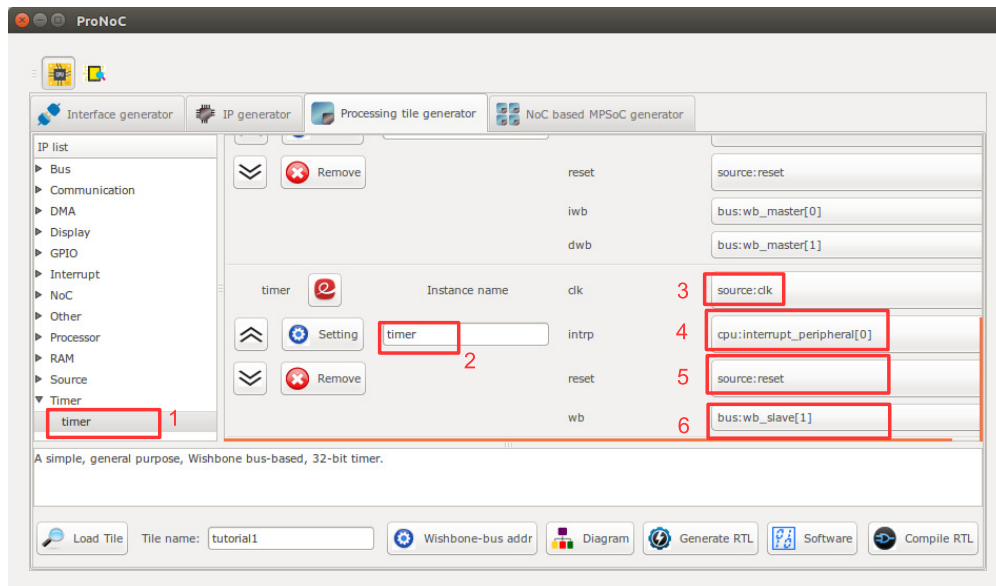 ProNoC
Interface generator
IP generator
Processing tile generator
NoC based MPSoC generator
IP list
Bus
Communication
DMA
Display
GPIO
Interrupt
NoC
Other
Processor
RAM
Source
Timer
timer
1
Remove
reset
source:reset
iwb
bus:wb_master[0]
dwb
bus:wb_master[1]
timer
Instance name
clk
3
source:clk
Setting
timer
2
intrp
4
cpu:interrupt_peripheral[0]
Remove
reset
5
source:reset
wb
6
bus:wb_slave[1]
A simple, general purpose, Wishbone bus-based, 32-bit timer.
Load Tile
Tile name:
tutorial1
Wishbone-bus addr
Diagram
Generate RTL
Software
Compile RTL